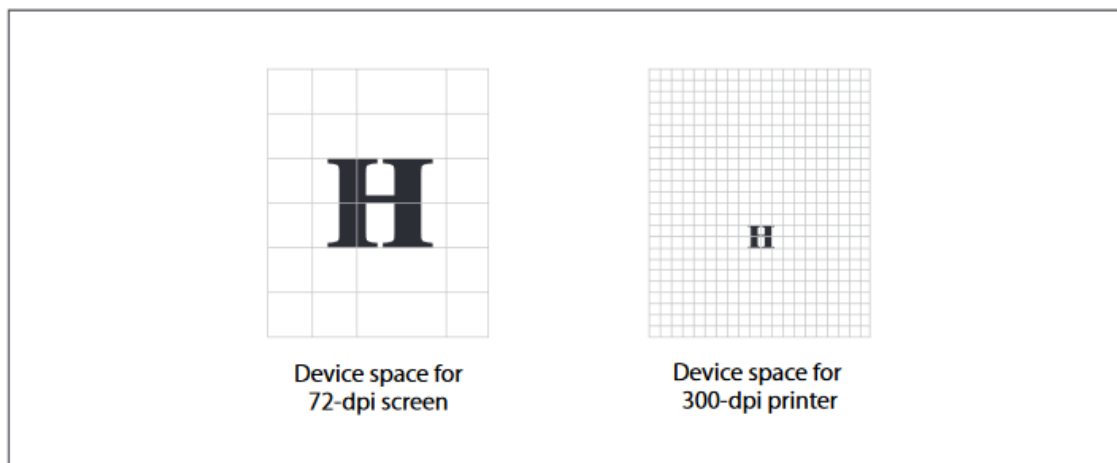 H
H
Device space for
72-dpi screen
Device space for
300-dpi printer